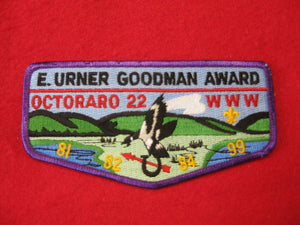 E. URNER GOODMAN AWARD
OCTORARO 22 WWW
81 82 84 99